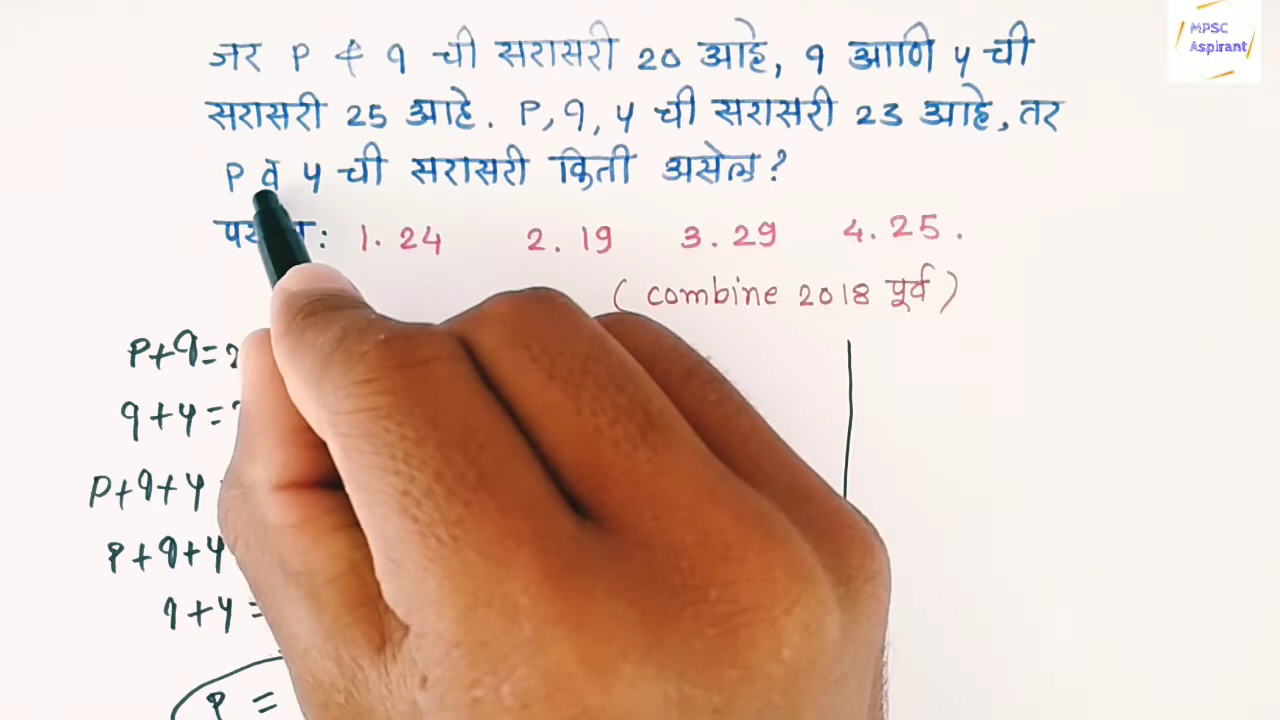 MPSC
Aspirant
जर P & q ची सरासरी 20 आहे, q आणि y ची
सरासरी 25 आहे. P, q, y ची सरासरी 23 आहे, तर
P व y ची सरासरी किती असेल?
: 1. 24 2. 19 3. 29 4. 25.
(combine 2018 पूर्व)
P+q=
q+y=
P+q+y
P+q+y
q+y=
P =